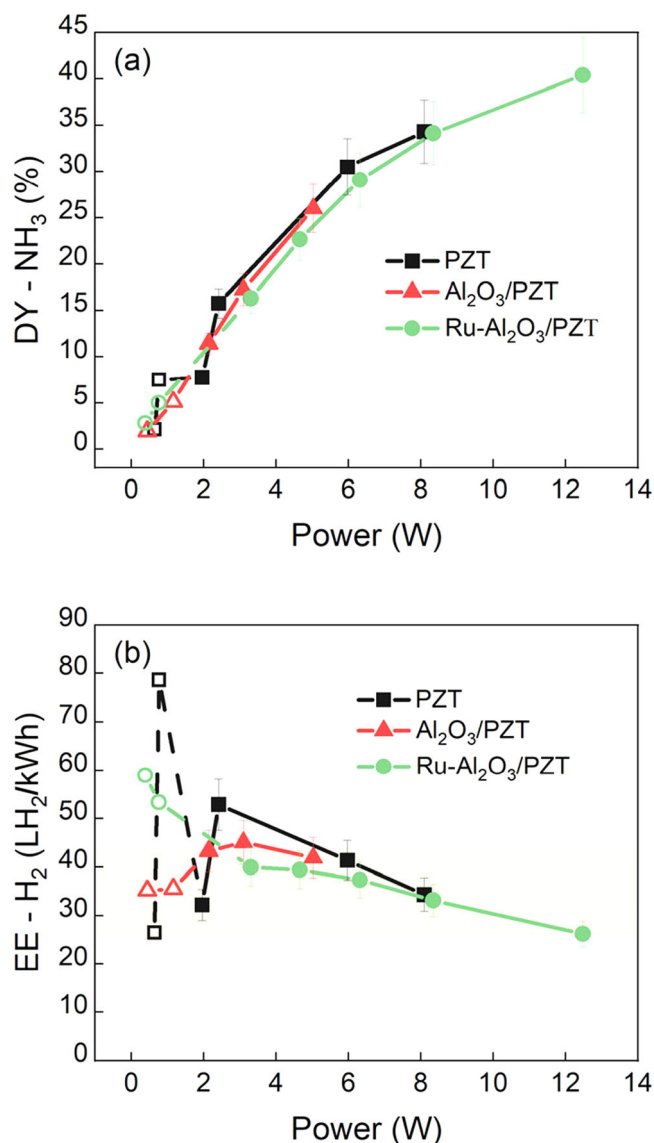 (a)
DY - NH₃ (%)
45
40
35
30
25
20
15
10
5
0
PZT
Al₂O₃/PZT
Ru-Al₂O₃/PZT
0 2 4 6 8 10 12 14
Power (W)
(b)
EE - H₂ (LH₂/kWh)
90
80
70
60
50
40
30
20
10
0
PZT
Al₂O₃/PZT
Ru-Al₂O₃/PZT
0 2 4 6 8 10 12 14
Power (W)